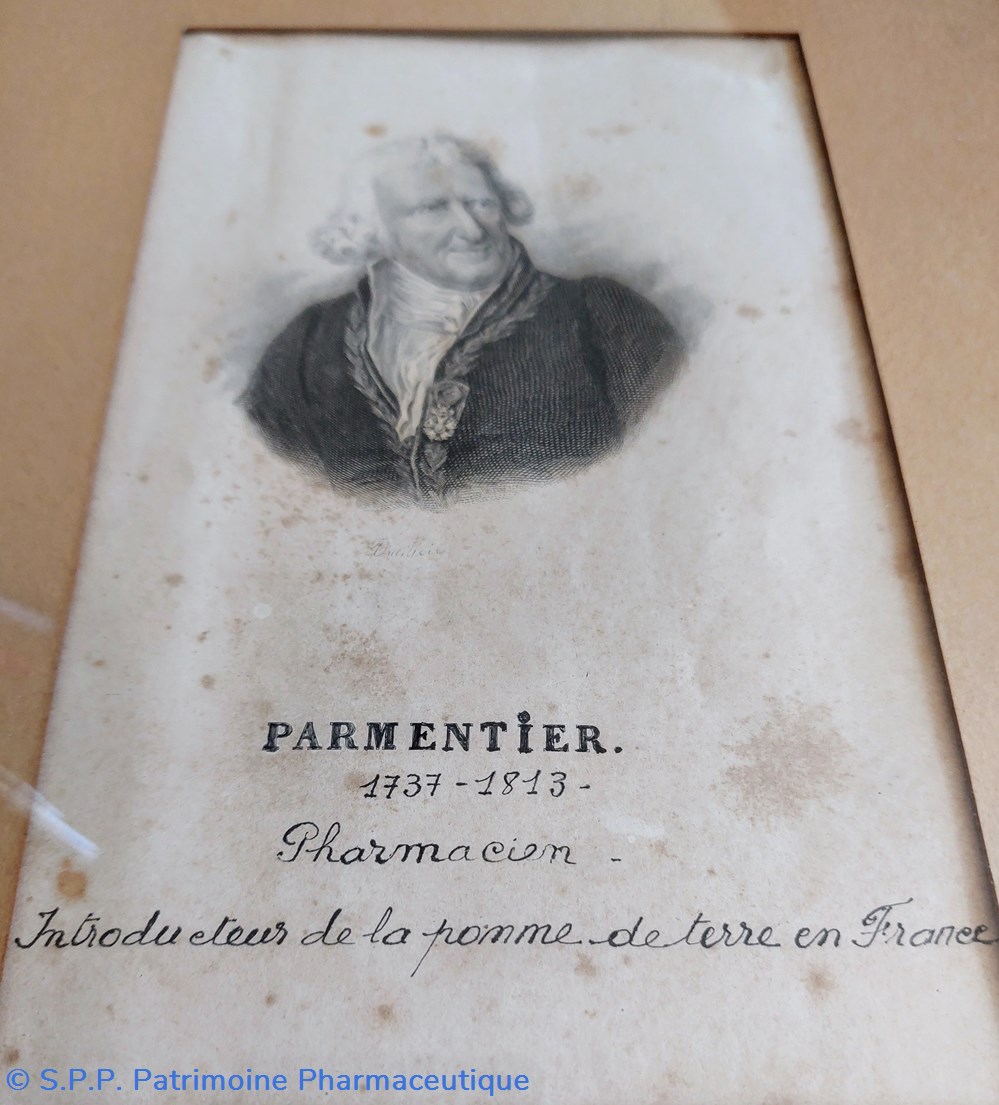 PARMENTIER.
1737 - 1813 -
Pharmacien -
Introducteur de la pomme de terre en France
© S.P.P. Patrimoine Pharmaceutique